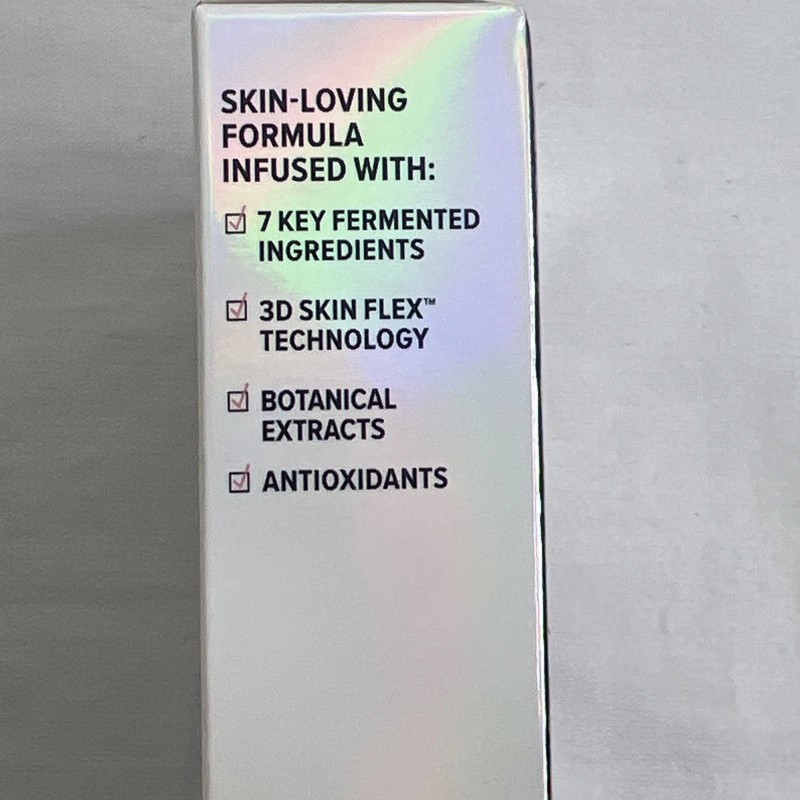 SKIN-LOVING
FORMULA
INFUSED WITH:
7 KEY FERMENTED
INGREDIENTS
3D SKIN FLEX™
TECHNOLOGY
BOTANICAL
EXTRACTS
ANTIOXIDANTS